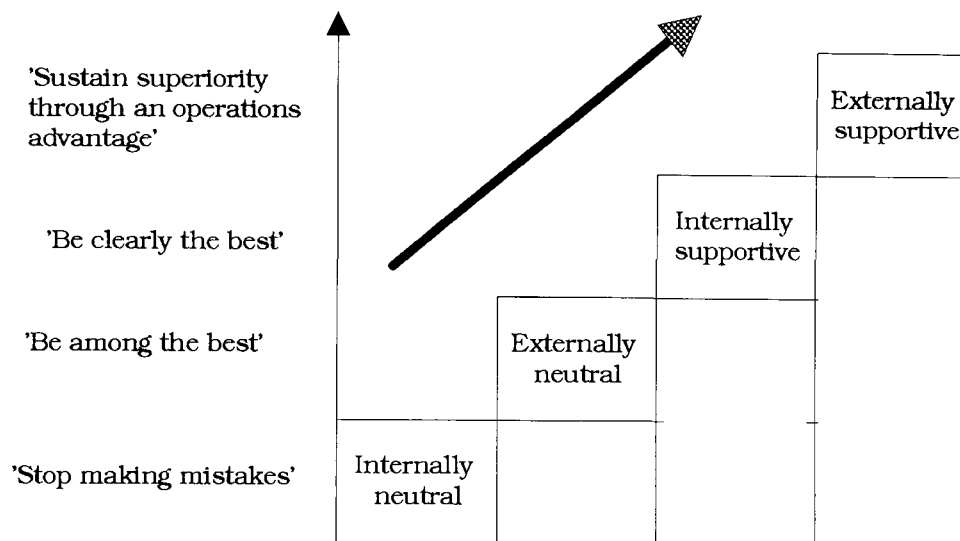 'Sustain superiority
through an operations
advantage'
Externally
supportive
'Be clearly the best'
Internally
supportive
'Be among the best'
Externally
neutral
'Stop making mistakes'
Internally
neutral